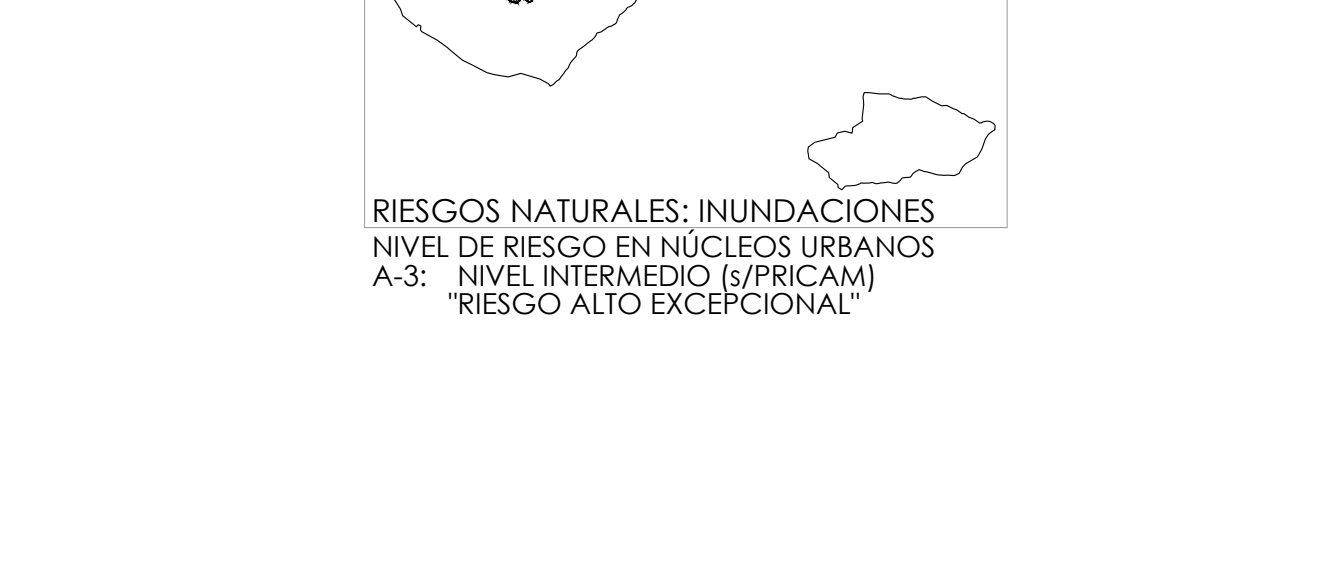 RIESGOS NATURALES: INUNDACIONES
NIVEL DE RIESGO EN NÚCLEOS URBANOS
A-3: NIVEL INTERMEDIO (s/PRICAM)
"RIESGO ALTO EXCEPCIONAL"